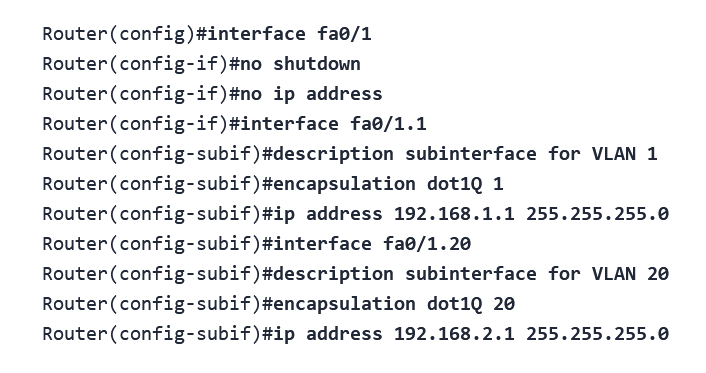 Router(config)#interface fa0/1
Router(config-if)#no shutdown
Router(config-if)#no ip address
Router(config-if)#interface fa0/1.1
Router(config-subif)#description subinterface for VLAN 1
Router(config-subif)#encapsulation dot1Q 1
Router(config-subif)#ip address 192.168.1.1 255.255.255.0
Router(config-subif)#interface fa0/1.20
Router(config-subif)#description subinterface for VLAN 20
Router(config-subif)#encapsulation dot1Q 20
Router(config-subif)#ip address 192.168.2.1 255.255.255.0